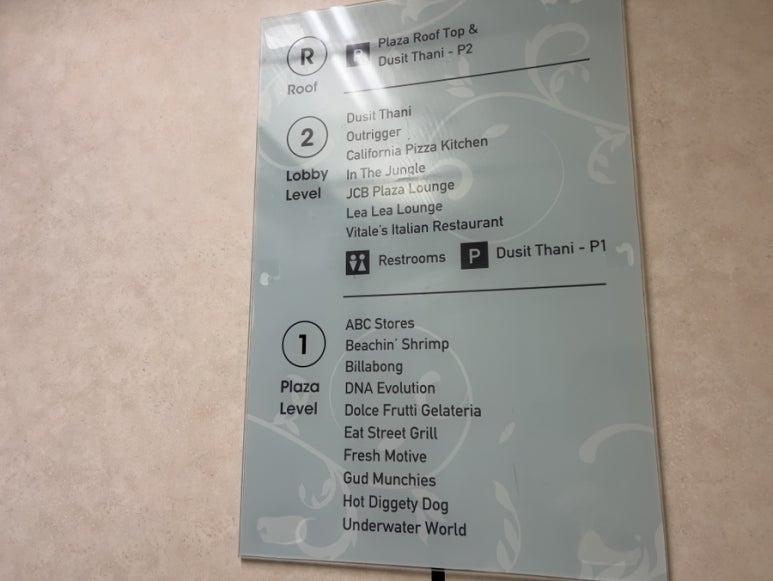 R
Roof
P Plaza Roof Top &
Dusit Thani - P2
2
Lobby
Level
Dusit Thani
Outrigger
California Pizza Kitchen
In The Jungle
JCB Plaza Lounge
Lea Lea Lounge
Vitale's Italian Restaurant
Restrooms P Dusit Thani - P1
1
Plaza
Level
ABC Stores
Beachin' Shrimp
Billabong
DNA Evolution
Dolce Frutti Gelateria
Eat Street Grill
Fresh Motive
Gud Munchies
Hot Diggety Dog
Underwater World